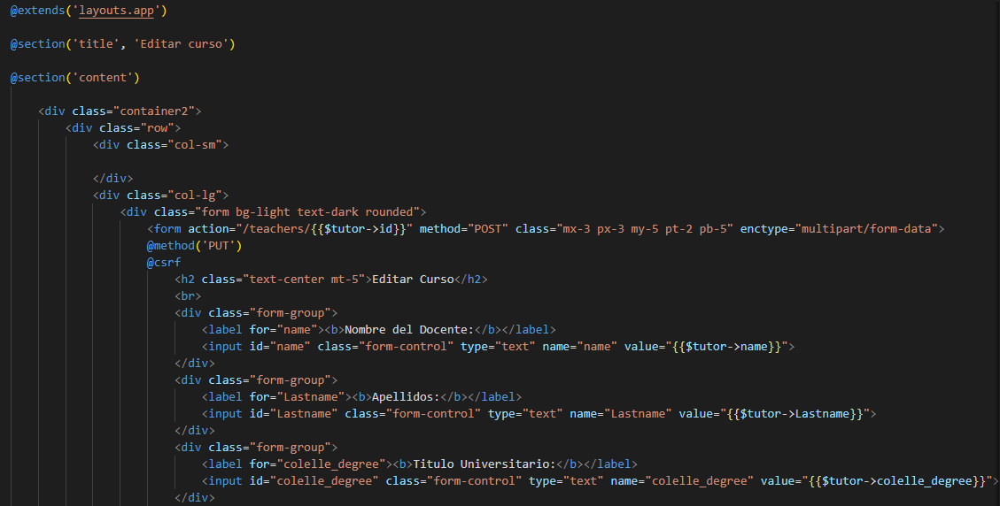 @extends('layouts.app')
@section('title', 'Editar curso')
@section('content')
<div class="container2">
<div class="row">
<div class="col-sm">
</div>
<div class="col-lg">
<div class="form bg-light text-dark rounded">
<form action="/teachers/{{$tutor->id}}" method="POST" class="mx-3 px-3 my-5 pt-2 pb-5" enctype="multipart/form-data">
@method('PUT')
@csrf
<h2 class="text-center mt-5">Editar Curso</h2>
<br>
<div class="form-group">
<label for="name"><b>Nombre del Docente:</b></label>
<input id="name" class="form-control" type="text" name="name" value="{{$tutor->name}}">
</div>
<div class="form-group">
<label for="Lastname"><b>Apellidos:</b></label>
<input id="Lastname" class="form-control" type="text" name="Lastname" value="{{$tutor->Lastname}}">
</div>
<div class="form-group">
<label for="colelle_degree"><b>Titulo Universitario:</b></label>
<input id="colelle_degree" class="form-control" type="text" name="colelle_degree" value="{{$tutor->colelle_degree}}">
</div>